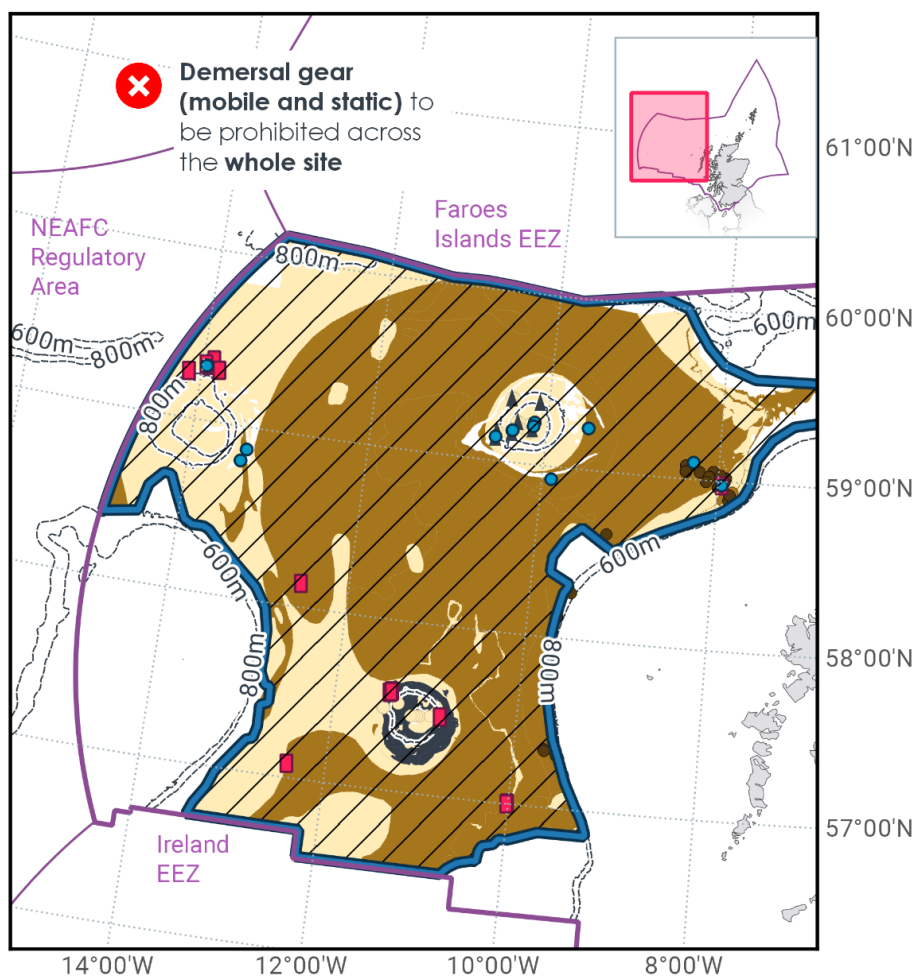 Demersal gear
(mobile and static) to
be prohibited across
the whole site
61°00'N
NEAFC
Regulatory
Area
Faroes
Islands EEZ
800m
60°00'N
600m
600m
800m
800m
59°00'N
600m
600m
58°00'N
800m
800m
57°00'N
Ireland
EEZ
14°00'W
12°00'W
10°00'W
8°00'W